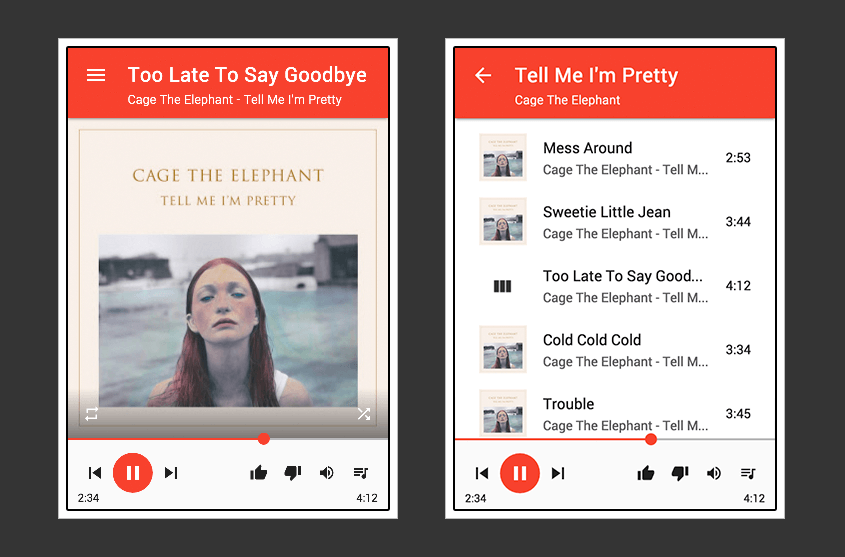 Too Late To Say Goodbye
Cage The Elephant - Tell Me I'm Pretty
CAGE THE ELEPHANT
TELL ME I'M PRETTY
2:34
4:12
Tell Me I'm Pretty
Cage The Elephant
Mess Around
Cage The Elephant - Tell M...
2:53
Sweetie Little Jean
Cage The Elephant - Tell M...
3:44
Too Late To Say Good...
Cage The Elephant - Tell M...
4:12
Cold Cold Cold
Cage The Elephant - Tell M...
3:34
Trouble
Cage The Elephant - Tell M...
3:45
2:34
4:12